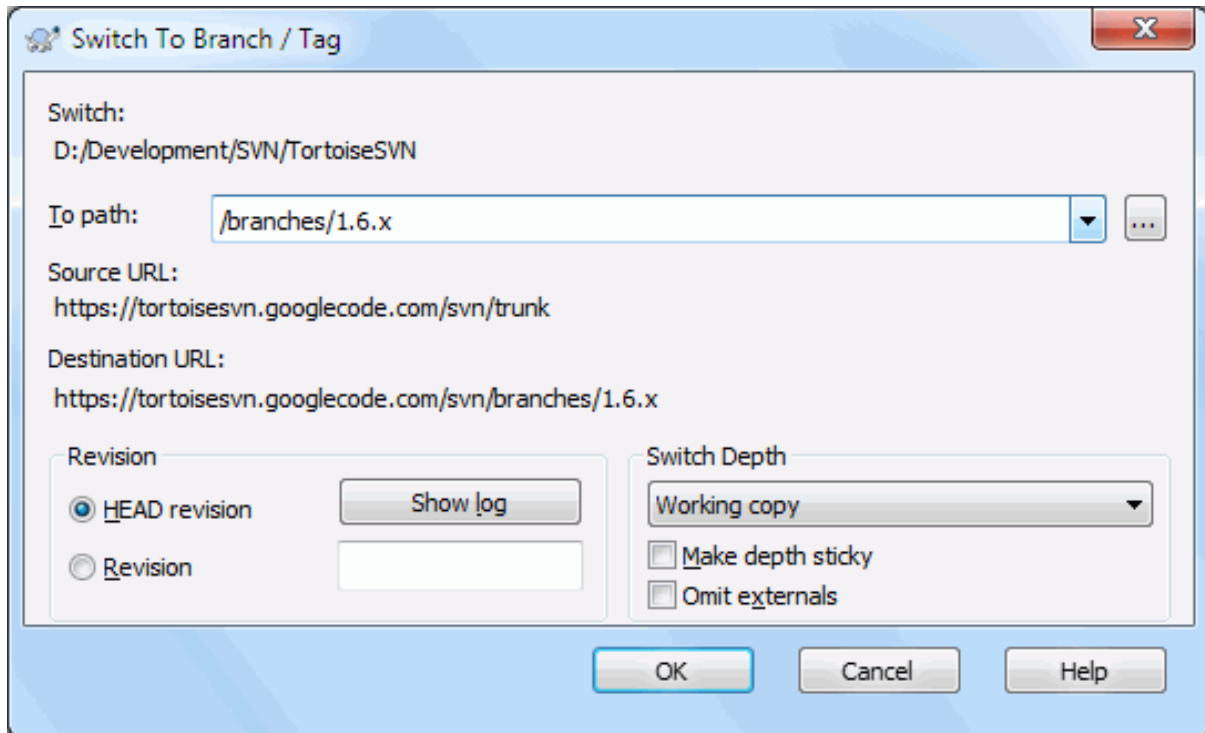 Switch To Branch / Tag
Switch:
D:/Development/SVN/TortoiseSVN
To path:
/branches/1.6.x
...
Source URL:
https://tortoisesvn.googlecode.com/svn/trunk
Destination URL:
https://tortoisesvn.googlecode.com/svn/branches/1.6.x
Revision
HEAD revision
Show log
Revision
Switch Depth
Working copy
Make depth sticky
Omit externals
OK
Cancel
Help